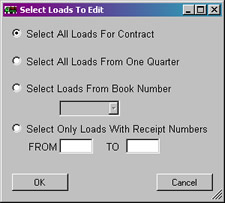 Select Loads To Edit
Select All Loads For Contract
Select All Loads From One Quarter
Select Loads From Book Number
Select Only Loads With Receipt Numbers
FROM TO
OK Cancel